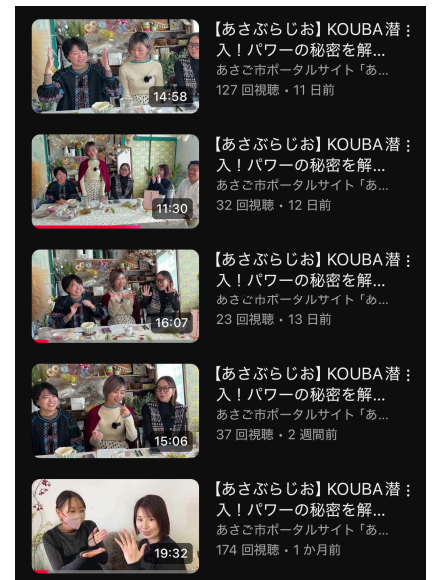 【あさぶらじお】KOUBA潜
入！パワーの秘密を解...
あさご市ポータルサイト「あ...
127 回視聴・11 日前
14:58
【あさぶらじお】KOUBA潜
入！パワーの秘密を解...
あさご市ポータルサイト「あ...
32 回視聴・12 日前
11:30
【あさぶらじお】KOUBA潜
入！パワーの秘密を解...
あさご市ポータルサイト「あ...
23 回視聴・13 日前
16:07
【あさぶらじお】KOUBA潜
入！パワーの秘密を解...
あさご市ポータルサイト「あ...
37 回視聴・2 週間前
15:06
【あさぶらじお】KOUBA潜
入！パワーの秘密を解...
あさご市ポータルサイト「あ...
174 回視聴・1 か月前
19:32